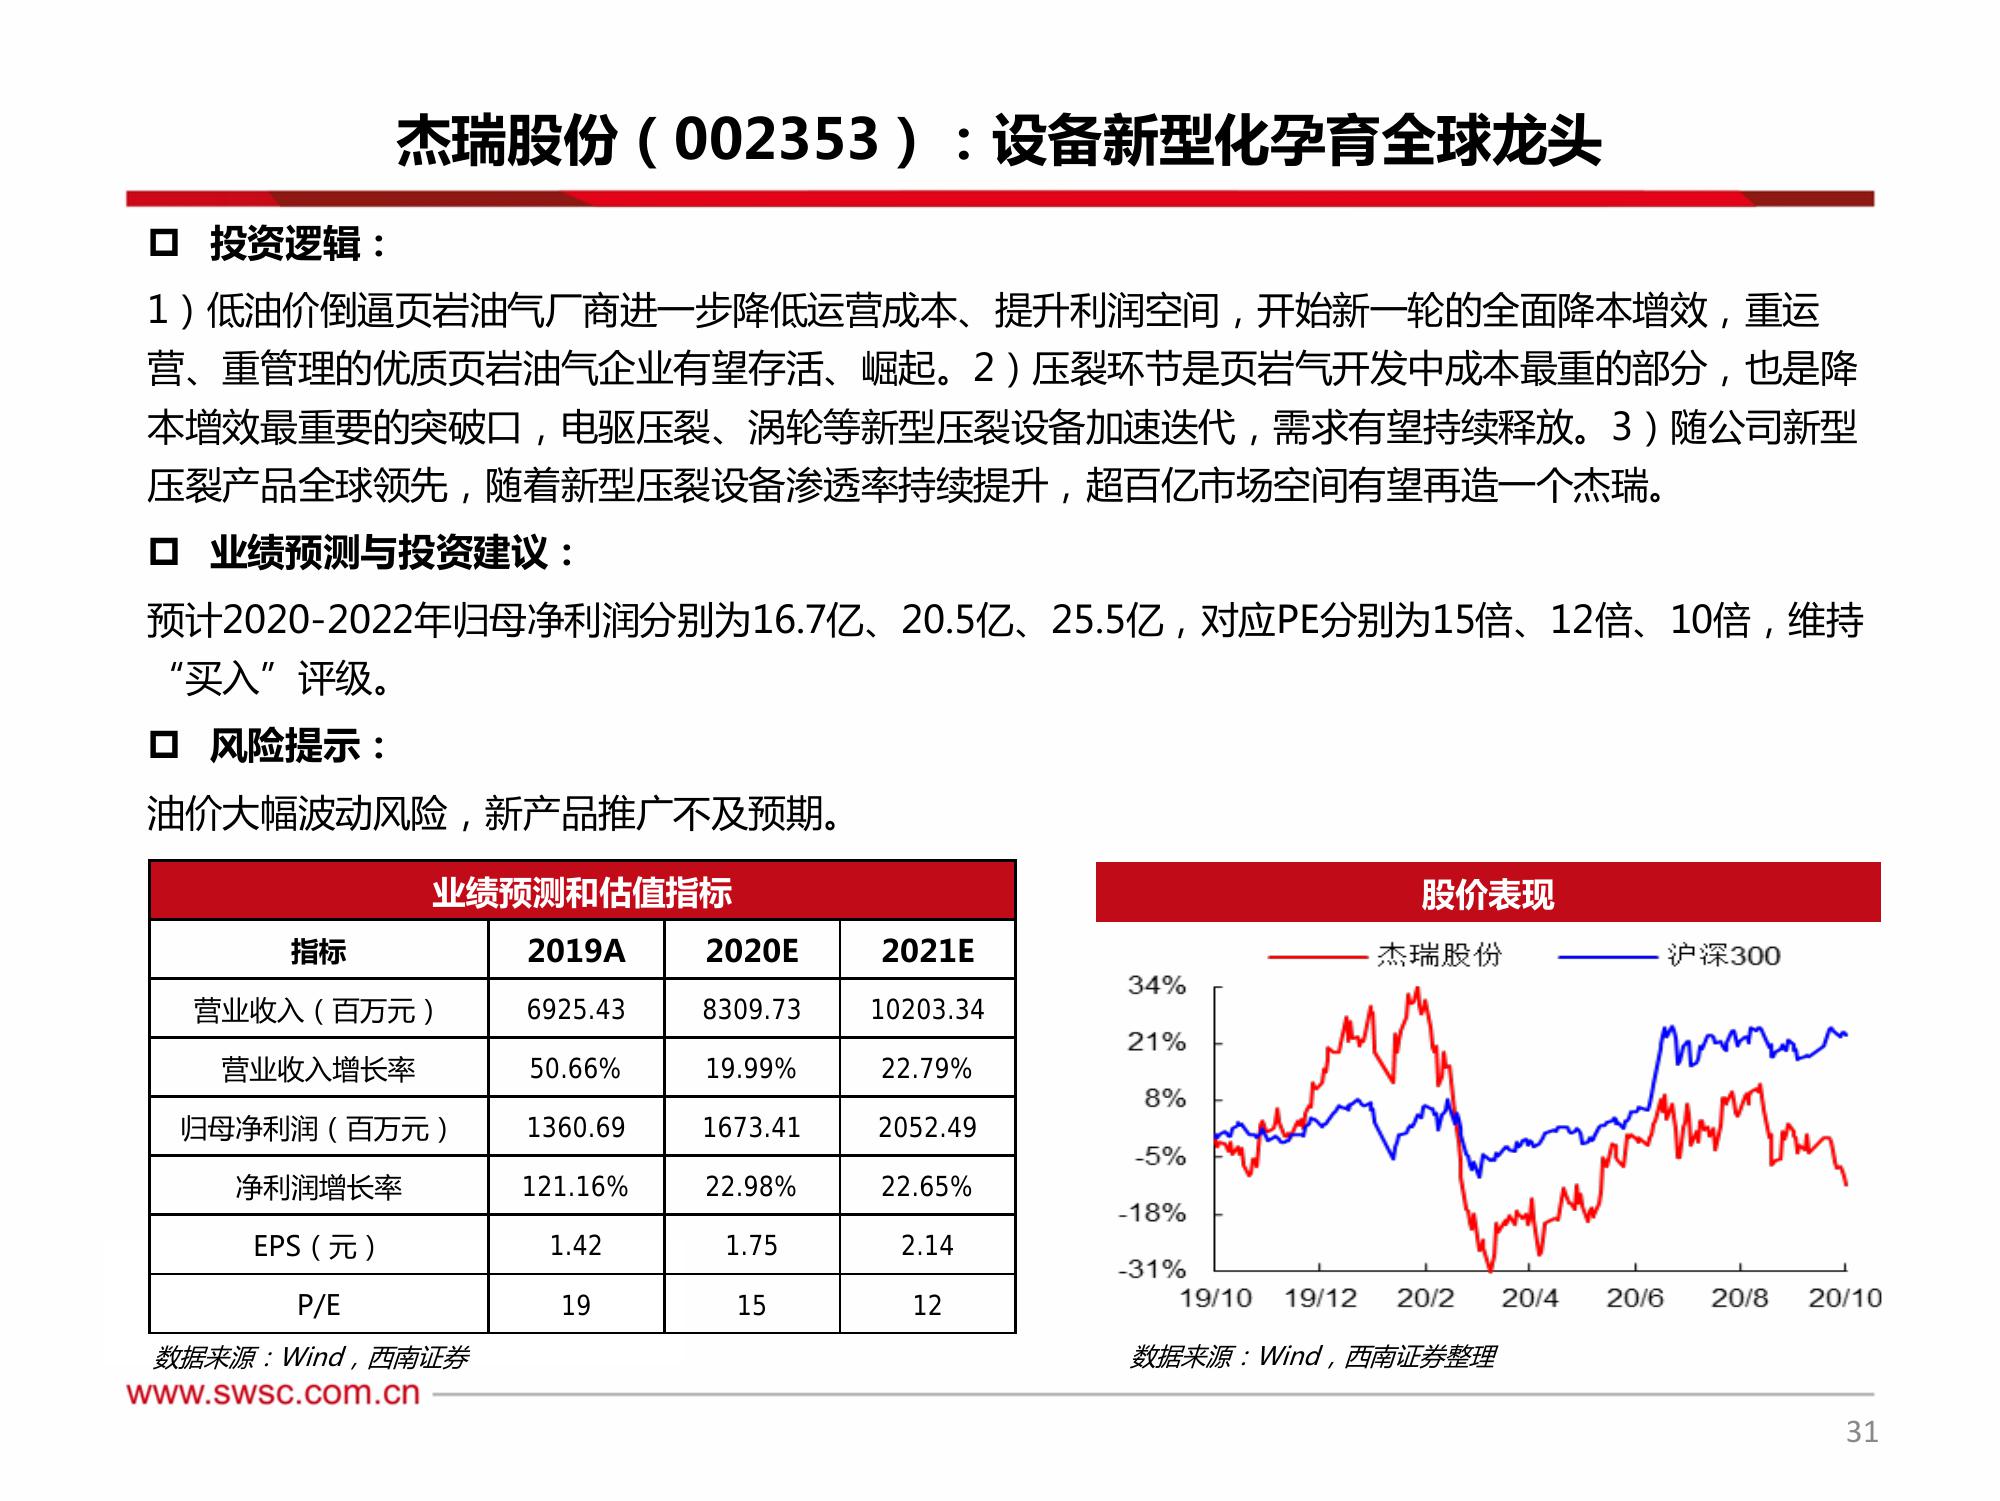 杰瑞股份（002353）：设备新型化孕育全球龙头
投资逻辑：
1）低油价倒逼页岩油气厂商进一步降低运营成本、提升利润空间，开始新一轮的全面降本增效，重运
营、重管理的优质页岩油气企业有望存活、崛起。2）压裂环节是页岩气开发中成本最重的部分，也是降
本增效最重要的突破口，电驱压裂、涡轮等新型压裂设备加速迭代，需求有望持续释放。3）随公司新型
压裂产品全球领先，随着新型压裂设备渗透率持续提升，超百亿市场空间有望再造一个杰瑞。
业绩预测与投资建议：
预计2020-2022年归母净利润分别为16.7亿、20.5亿、25.5亿，对应PE分别为15倍、12倍、10倍，维持
“买入”评级。
风险提示：
油价大幅波动风险，新产品推广不及预期。
业绩预测和估值指标
指标 2019A 2020E 2021E
营业收入（百万元） 6925.43 8309.73 10203.34
营业收入增长率 50.66% 19.99% 22.79%
归母净利润（百万元） 1360.69 1673.41 2052.49
净利润增长率 121.16% 22.98% 22.65%
EPS（元） 1.42 1.75 2.14
P/E 19 15 12
数据来源：Wind，西南证券
股价表现
杰瑞股份 沪深300
34%
21%
8%
-5%
-18%
-31%
19/10 19/12 20/2 20/4 20/6 20/8 20/10
数据来源：Wind，西南证券整理
www.swsc.com.cn
31